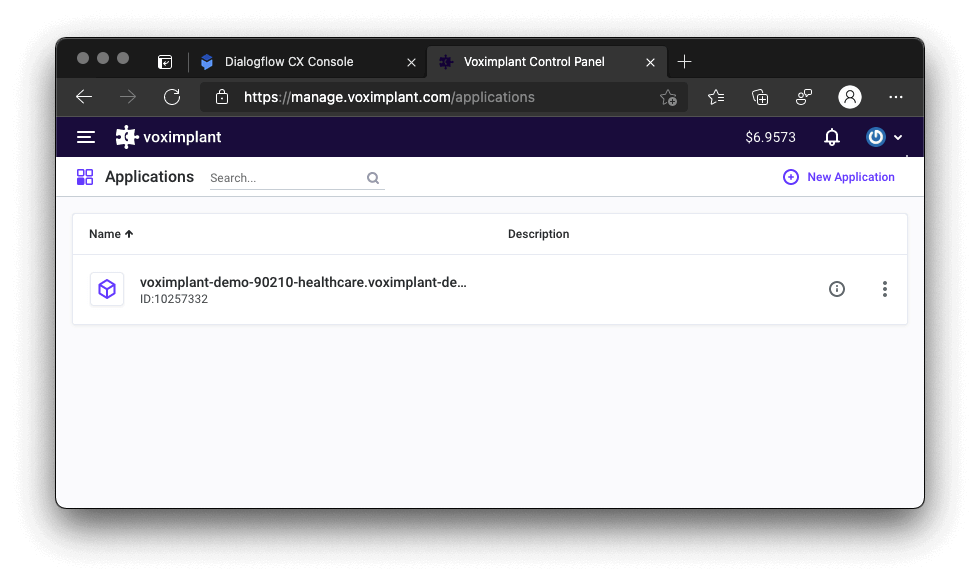 Dialogflow CX Console
Voximplant Control Panel
https://manage.voximplant.com/applications
voximplant
$6.9573
Applications
Search...
New Application
Name
Description
voximplant-demo-90210-healthcare.voximplant-de...
ID:10257332